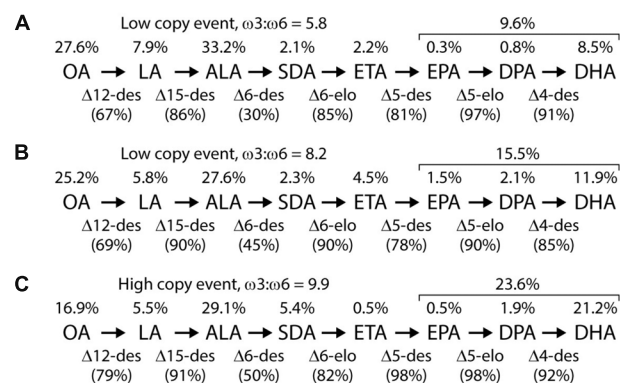 A Low copy event, ω3:ω6 = 5.8 9.6%
27.6% 7.9% 33.2% 2.1% 2.2% 0.3% 0.8% 8.5%
OA → LA → ALA → SDA → ETA → EPA → DPA → DHA
Δ12-des Δ15-des Δ6-des Δ6-elo Δ5-des Δ5-elo Δ4-des
(67%) (86%) (30%) (85%) (81%) (97%) (91%)
B Low copy event, ω3:ω6 = 8.2 15.5%
25.2% 5.8% 27.6% 2.3% 4.5% 1.5% 2.1% 11.9%
OA → LA → ALA → SDA → ETA → EPA → DPA → DHA
Δ12-des Δ15-des Δ6-des Δ6-elo Δ5-des Δ5-elo Δ4-des
(69%) (90%) (45%) (90%) (78%) (90%) (85%)
C High copy event, ω3:ω6 = 9.9 23.6%
16.9% 5.5% 29.1% 5.4% 0.5% 0.5% 1.9% 21.2%
OA → LA → ALA → SDA → ETA → EPA → DPA → DHA
Δ12-des Δ15-des Δ6-des Δ6-elo Δ5-des Δ5-elo Δ4-des
(79%) (91%) (50%) (82%) (98%) (98%) (92%)